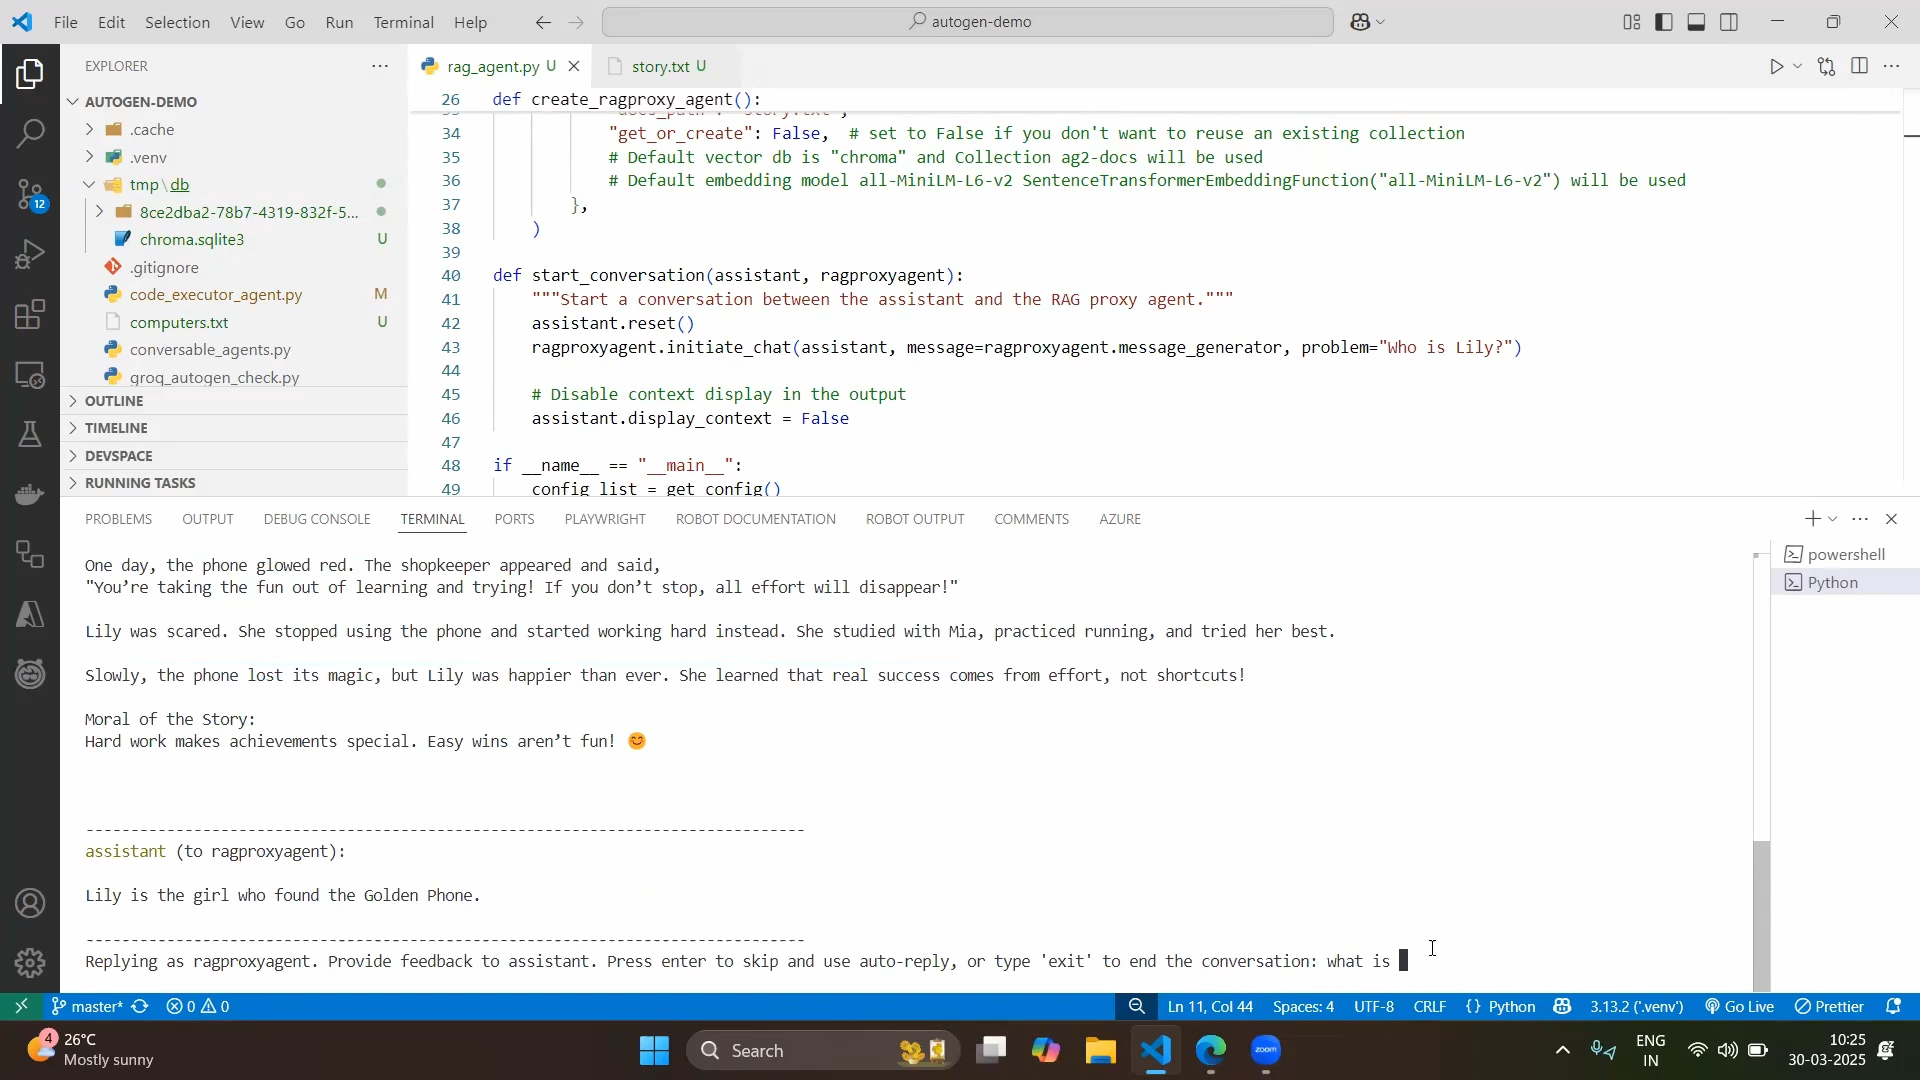 File Edit Selection View Go Run Terminal Help
autogen-demo
EXPLORER
rag_agent.py U
story.txt U
AUTOGEN-DEMO
.cache
.venv
tmp\db
8ce2dba2-78b7-4319-832f-5...
chroma.sqlite3 U
.gitignore
code_executor_agent.py M
computers.txt U
conversable_agents.py
groq_autogen_check.py
OUTLINE
TIMELINE
DEVSPACE
RUNNING TASKS
12
26 def create_ragproxy_agent():
34 "get_or_create": False, # set to False if you don't want to reuse an existing collection
35 # Default vector db is "chroma" and Collection ag2-docs will be used
36 # Default embedding model all-MiniLM-L6-v2 SentenceTransformerEmbeddingFunction("all-MiniLM-L6-v2") will be used
37 },
38 )
39
40 def start_conversation(assistant, ragproxyagent):
41 """Start a conversation between the assistant and the RAG proxy agent."""
42 assistant.reset()
43 ragproxyagent.initiate_chat(assistant, message=ragproxyagent.message_generator, problem="Who is Lily?")
44
45 # Disable context display in the output
46 assistant.display_context = False
47
48 if __name__ == "__main__":
49 config_list = get_config()
PROBLEMS OUTPUT DEBUG CONSOLE TERMINAL PORTS PLAYWRIGHT ROBOT DOCUMENTATION ROBOT OUTPUT COMMENTS AZURE
powershell
Python
One day, the phone glowed red. The shopkeeper appeared and said,
"You’re taking the fun out of learning and trying! If you don’t stop, all effort will disappear!"
Lily was scared. She stopped using the phone and started working hard instead. She studied with Mia, practiced running, and tried her best.
Slowly, the phone lost its magic, but Lily was happier than ever. She learned that real success comes from effort, not shortcuts!
Moral of the Story:
Hard work makes achievements special. Easy wins aren’t fun! 😊
--------------------------------------------------------------------------------
assistant (to ragproxyagent):
Lily is the girl who found the Golden Phone.
--------------------------------------------------------------------------------
Replying as ragproxyagent. Provide feedback to assistant. Press enter to skip and use auto-reply, or type 'exit' to end the conversation: what is
master* 0 0 Ln 11, Col 44 Spaces: 4 UTF-8 CRLF {} Python 3.13.2 ('.venv') Go Live Prettier
4
26°C
Mostly sunny
Search
zoom
ENG
IN
10:25
30-03-2025